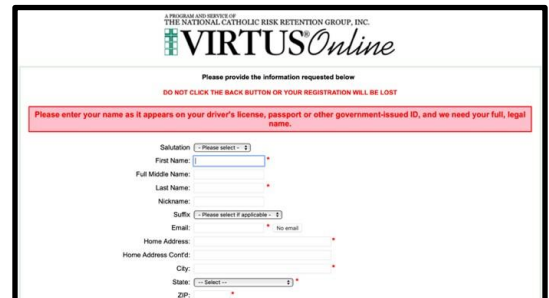 A PROGRAM AND SERVICE OF
THE NATIONAL CATHOLIC RISK RETENTION GROUP, INC.
VIRTUS®Online
Please provide the information requested below
DO NOT CLICK THE BACK BUTTON OR YOUR REGISTRATION WILL BE LOST
Please enter your name as it appears on your driver's license, passport or other government-issued ID, and we need your full, legal
name.
Salutation - Please select -
First Name: *
Full Middle Name:
Last Name: *
Nickname:
Suffix - Please select if applicable -
Email: * No email
Home Address: *
Home Address Cont'd:
City: *
State: -- Select -- *
ZIP: *